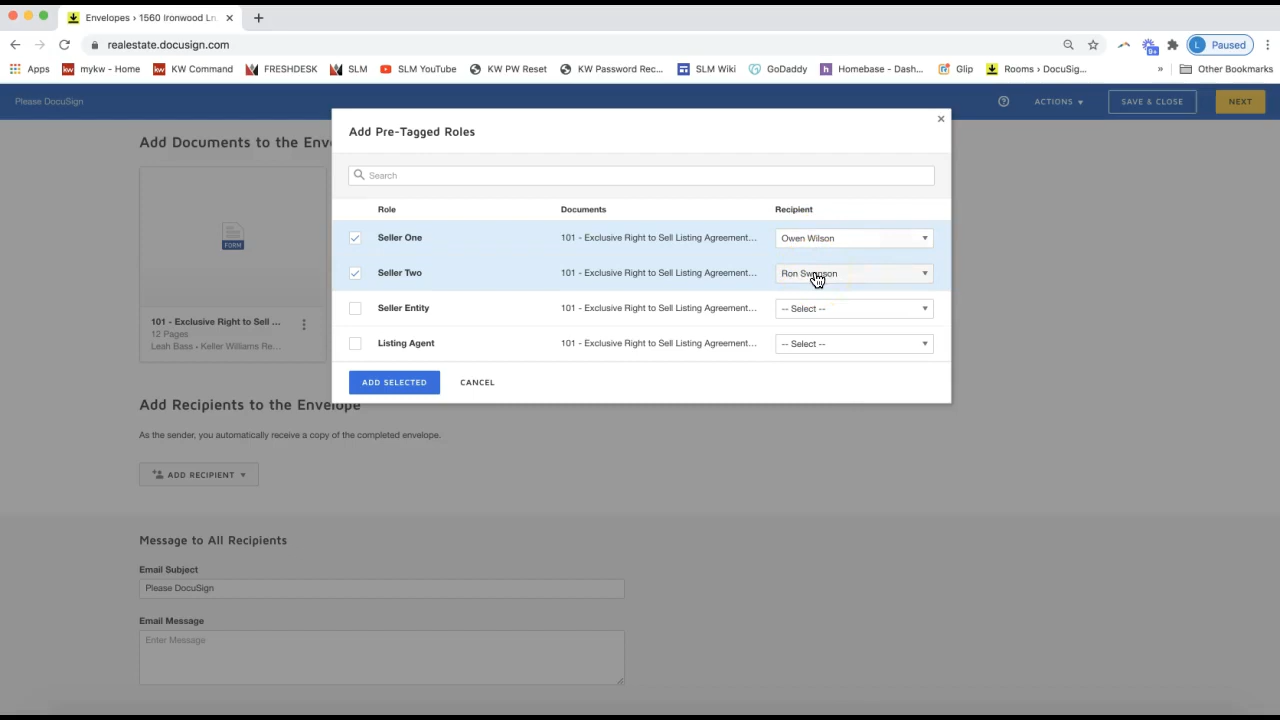 Envelopes › 1560 Ironwood Ln
realestate.docusign.com
L Paused
Apps mykw - Home KW Command FRESHDESK SLM SLM YouTube KW PW Reset KW Password Rec... SLM Wiki GoDaddy Homebase - Dash... Glip Rooms › DocuSig... » Other Bookmarks
Please DocuSign ACTIONS SAVE & CLOSE NEXT
Add Documents to the Env
FORM
101 - Exclusive Right to Sell ...
12 Pages
Leah Bass • Keller Williams Re...
Add Pre-Tagged Roles
Search
Role Documents Recipient
Seller One 101 - Exclusive Right to Sell Listing Agreement... Owen Wilson
Seller Two 101 - Exclusive Right to Sell Listing Agreement... Ron Swanson
Seller Entity 101 - Exclusive Right to Sell Listing Agreement... -- Select --
Listing Agent 101 - Exclusive Right to Sell Listing Agreement... -- Select --
ADD SELECTED CANCEL
Add Recipients to the Envelope
As the sender, you automatically receive a copy of the completed envelope.
ADD RECIPIENT
Message to All Recipients
Email Subject
Please DocuSign
Email Message
Enter Message